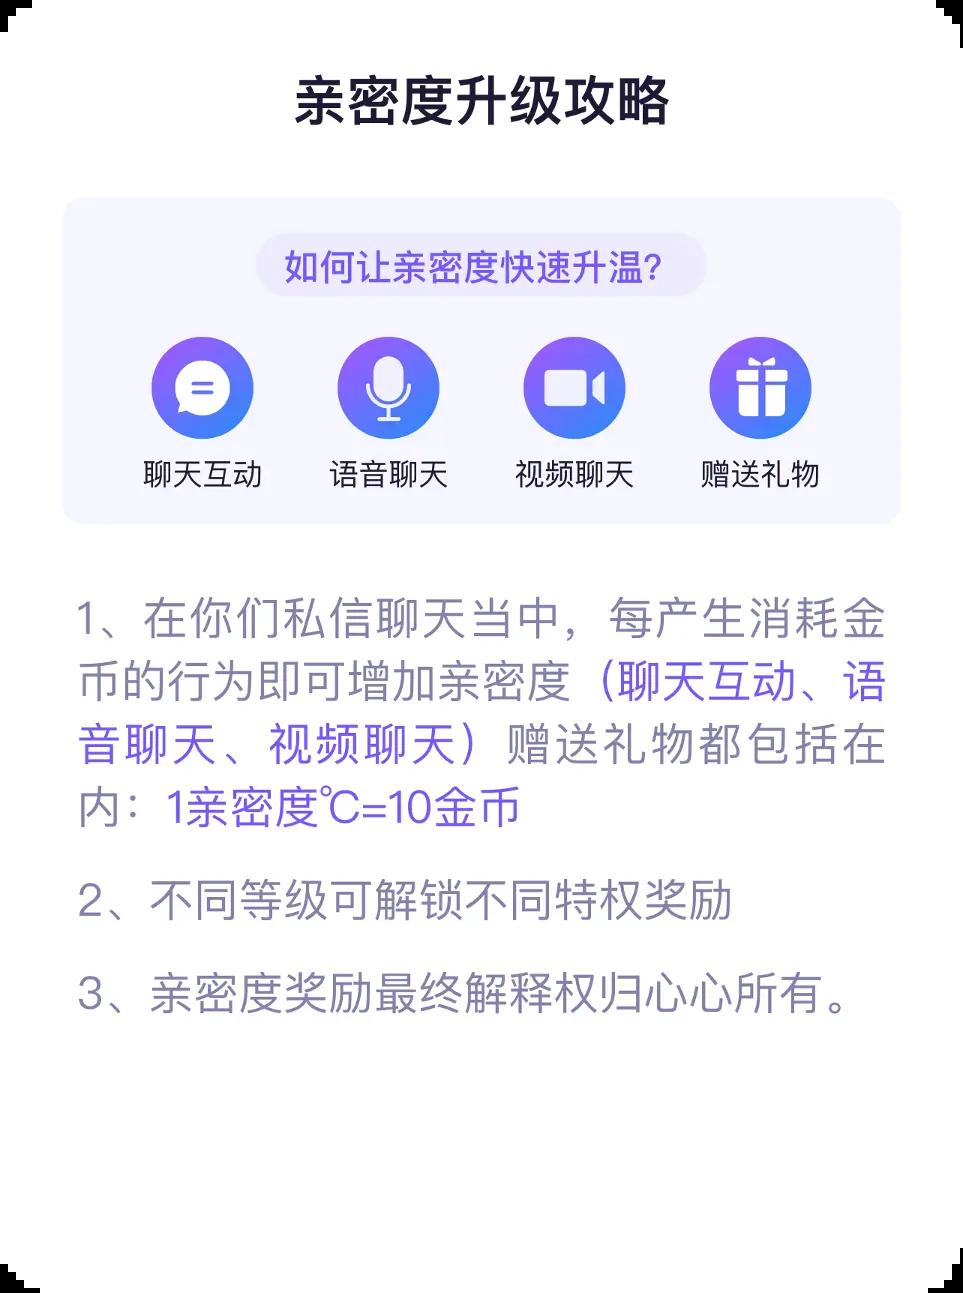 亲密度升级攻略
如何让亲密度快速升温?
聊天互动 语音聊天 视频聊天 赠送礼物
1、在你们私信聊天当中，每产生消耗金
币的行为即可增加亲密度（聊天互动、语
音聊天、视频聊天）赠送礼物都包括在
内：1亲密度℃=10金币
2、不同等级可解锁不同特权奖励
3、亲密度奖励最终解释权归心心所有。